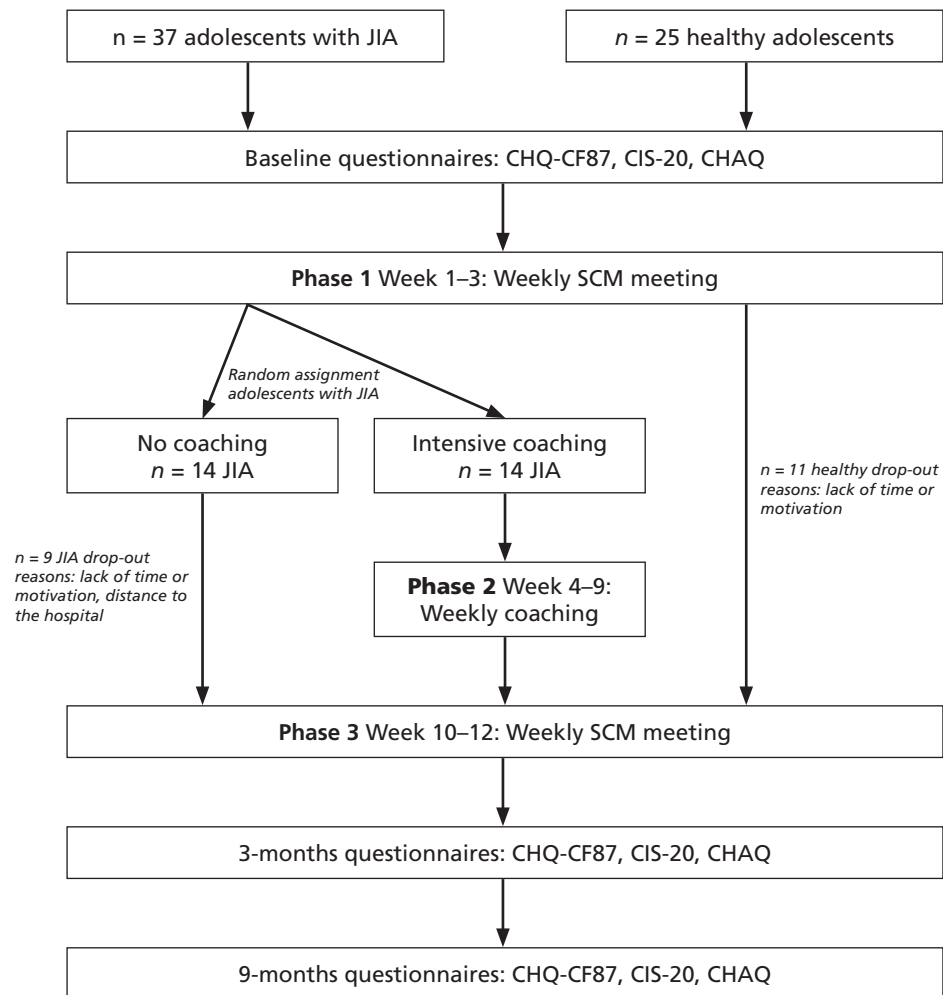 n = 37 adolescents with JIA
n = 25 healthy adolescents
Baseline questionnaires: CHQ-CF87, CIS-20, CHAQ
Phase 1 Week 1–3: Weekly SCM meeting
Random assignment
adolescents with JIA
No coaching
n = 14 JIA
Intensive coaching
n = 14 JIA
n = 11 healthy drop-out
reasons: lack of time or
motivation
n = 9 JIA drop-out
reasons: lack of time or
motivation, distance to
the hospital
Phase 2 Week 4–9:
Weekly coaching
Phase 3 Week 10–12: Weekly SCM meeting
3-months questionnaires: CHQ-CF87, CIS-20, CHAQ
9-months questionnaires: CHQ-CF87, CIS-20, CHAQ